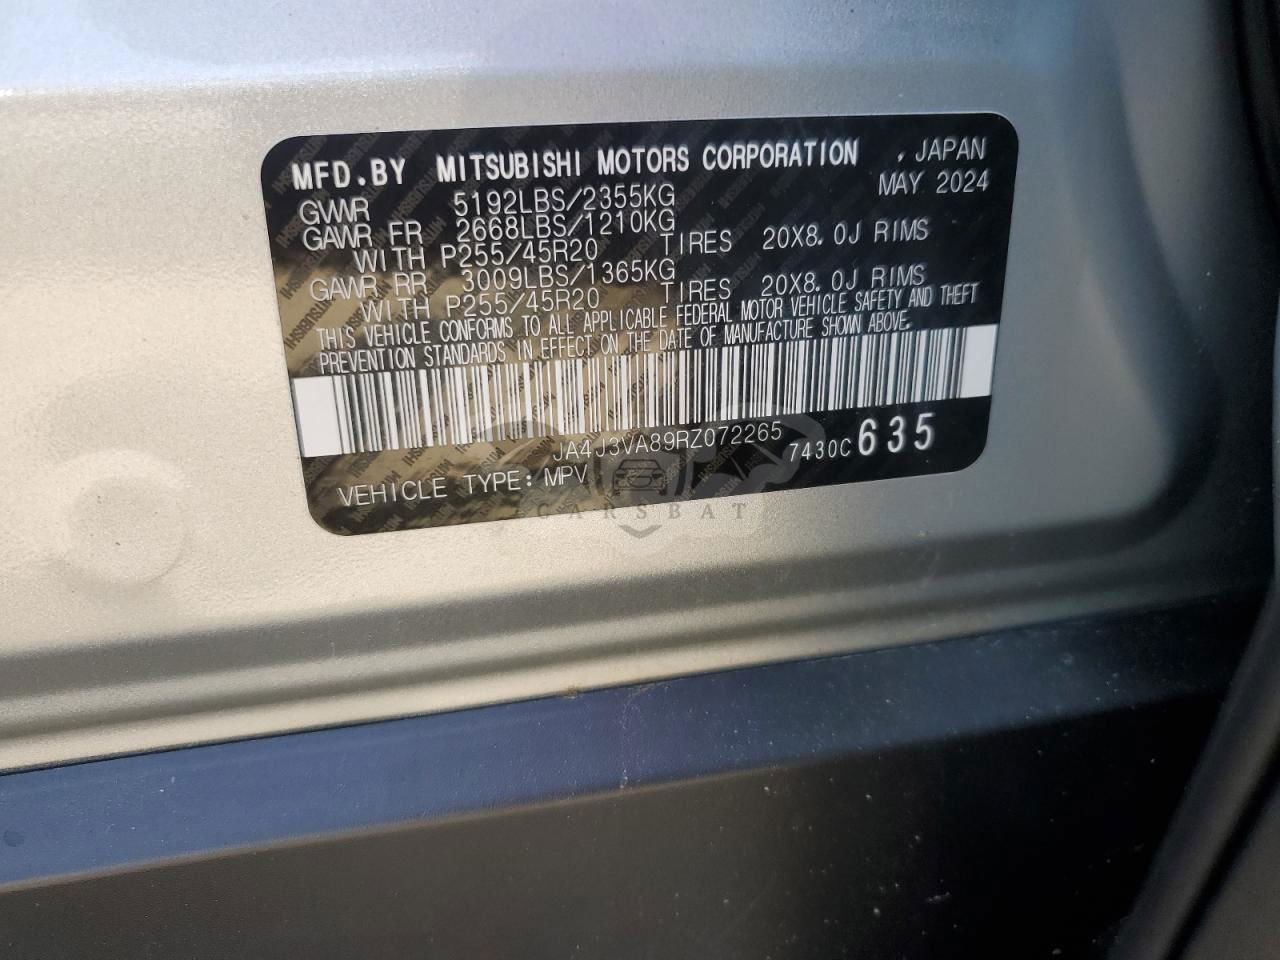 MFD.BY MITSUBISHI MOTORS CORPORATION , JAPAN
GVWR 5192LBS/2355KG MAY 2024
GAWR FR 2668LBS/1210KG
WITH P255/45R20 TIRES 20X8.0J RIMS
GAWR RR 3009LBS/1365KG
WITH P255/45R20 TIRES 20X8.0J RIMS
THIS VEHICLE CONFORMS TO ALL APPLICABLE FEDERAL MOTOR VEHICLE SAFETY AND THEFT
PREVENTION STANDARDS IN EFFECT ON THE DATE OF MANUFACTURE SHOWN ABOVE.
JA4J3VA89RZ072265 7430C 635
VEHICLE TYPE: MPV
CARSBAT